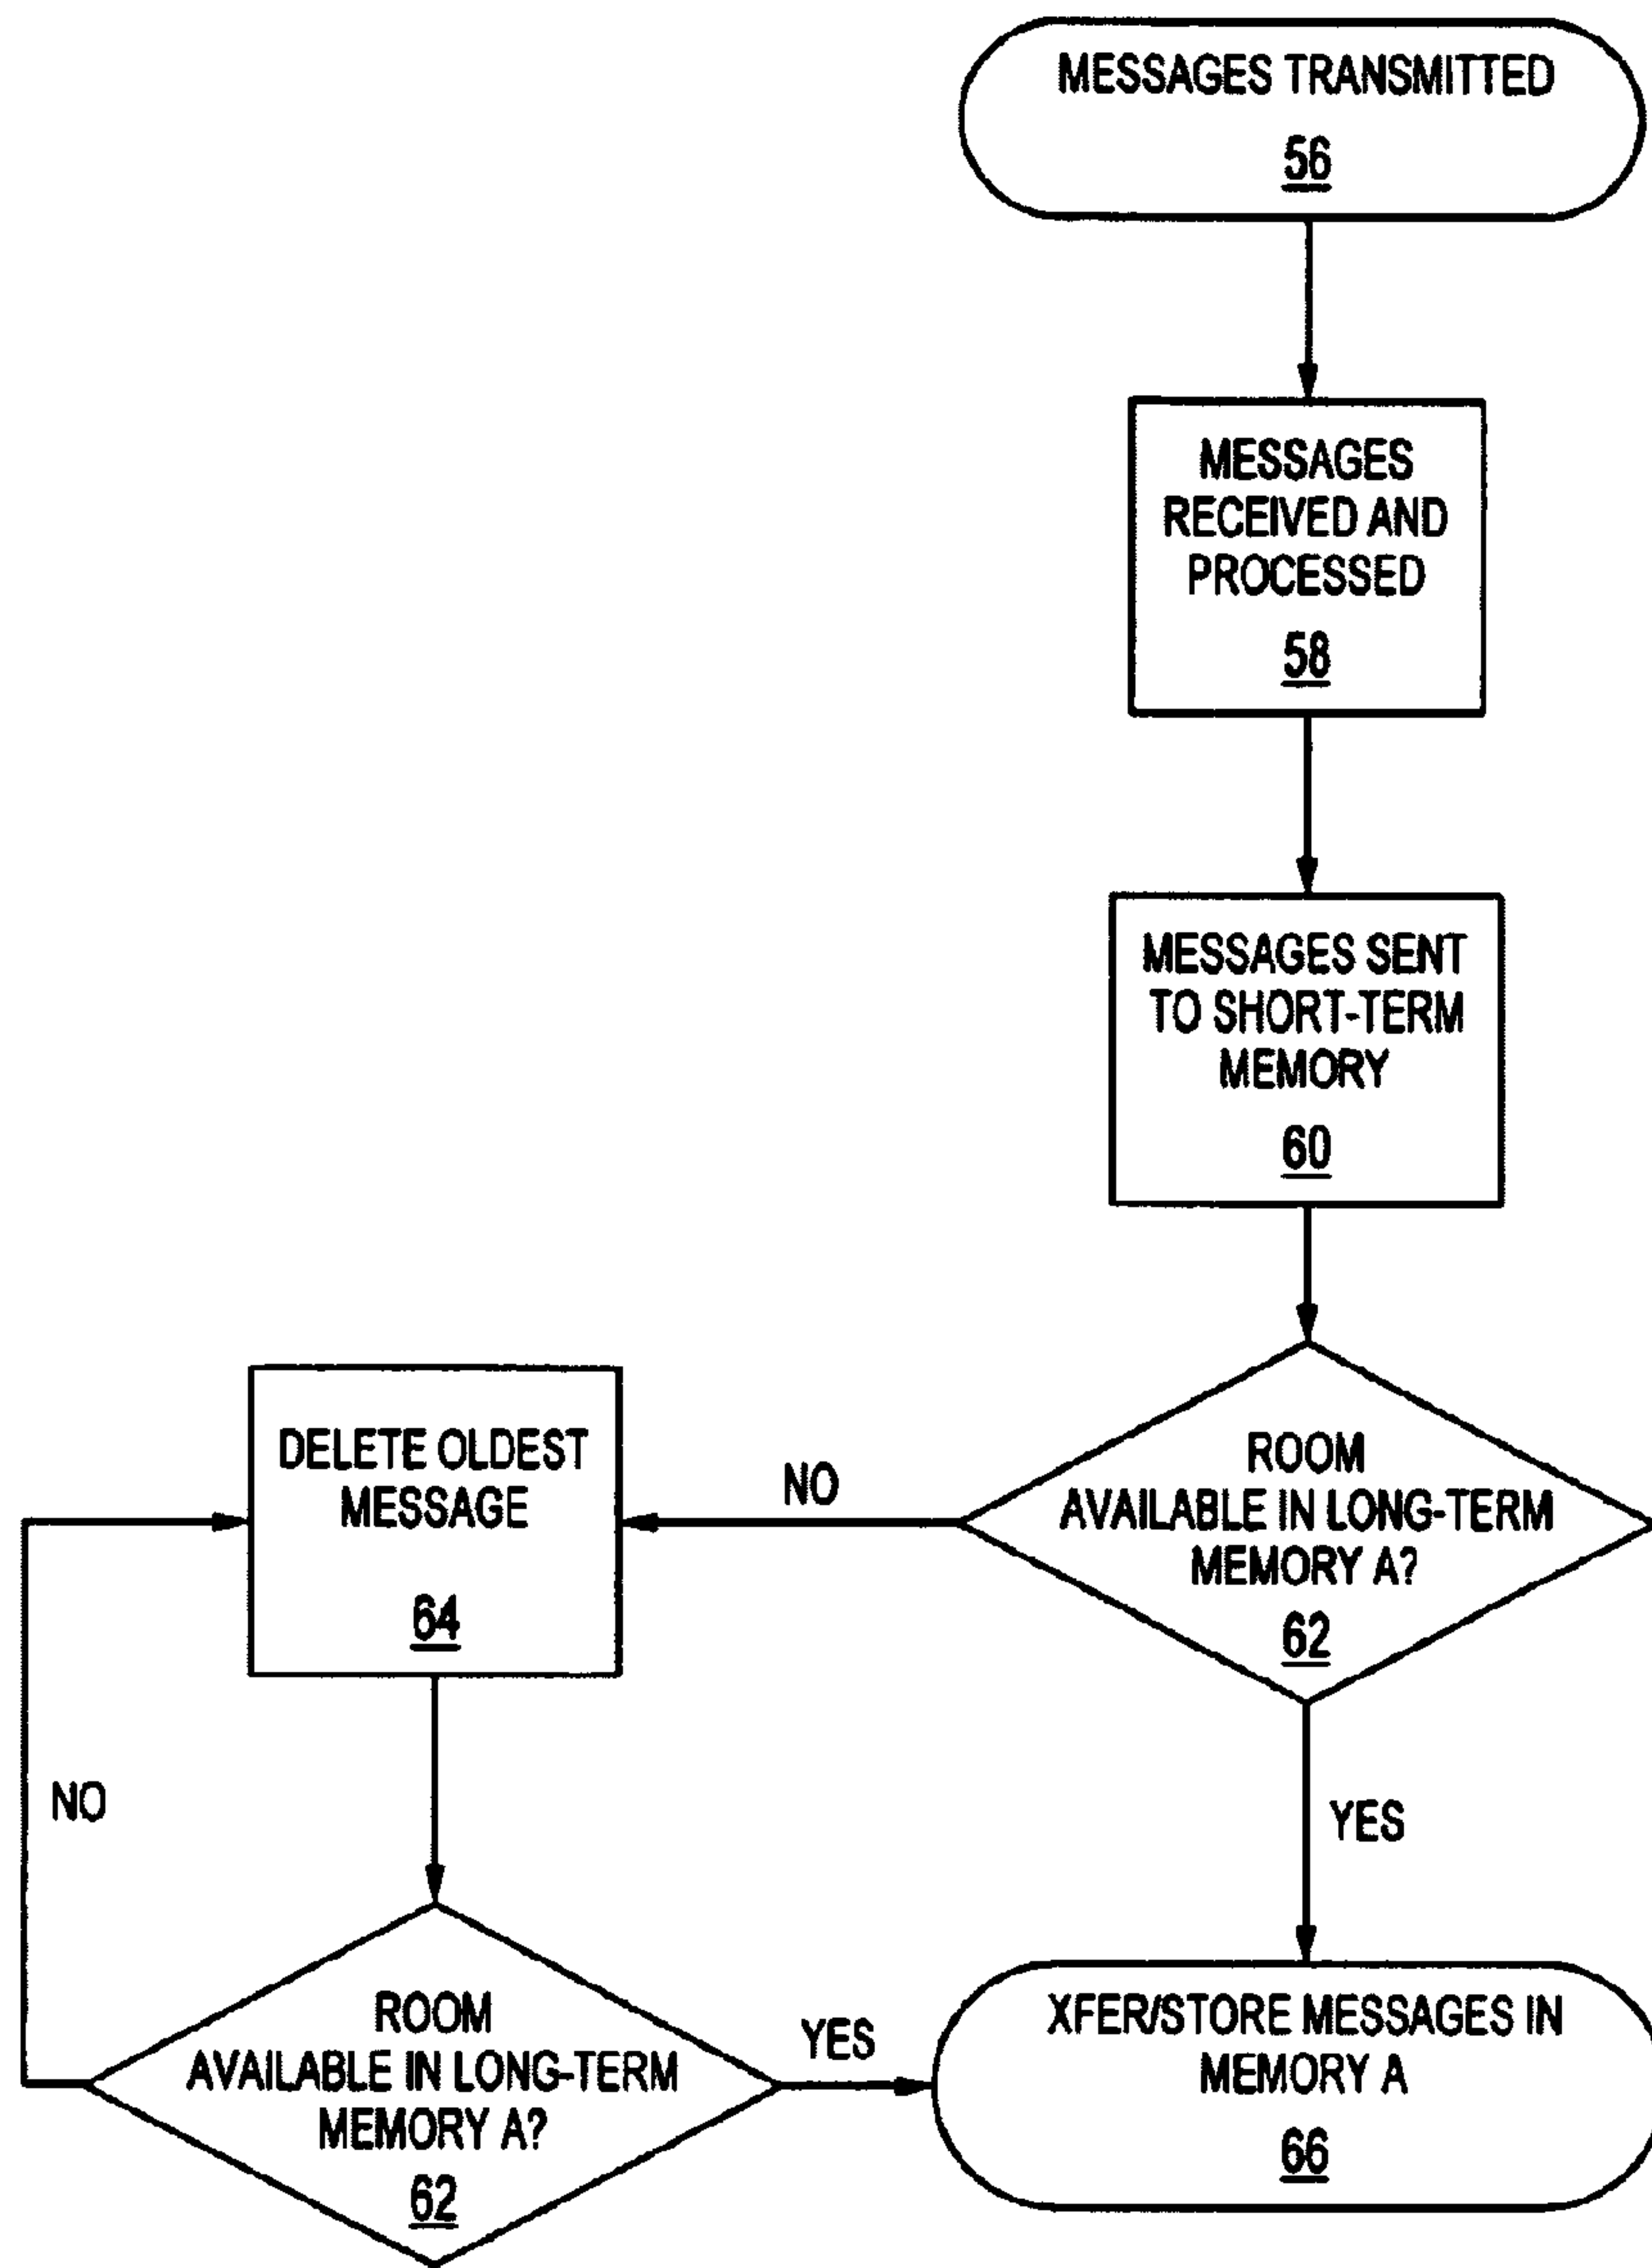 MESSAGES TRANSMITTED
56
MESSAGES
RECEIVED AND
PROCESSED
58
MESSAGES SENT
TO SHORT-TERM
MEMORY
60
ROOM
AVAILABLE IN LONG-TERM
MEMORY A?
62
NO
YES
DELETE OLDEST
MESSAGE
64
NO
ROOM
AVAILABLE IN LONG-TERM
MEMORY A?
62
YES
XFER/STORE MESSAGES IN
MEMORY A
66